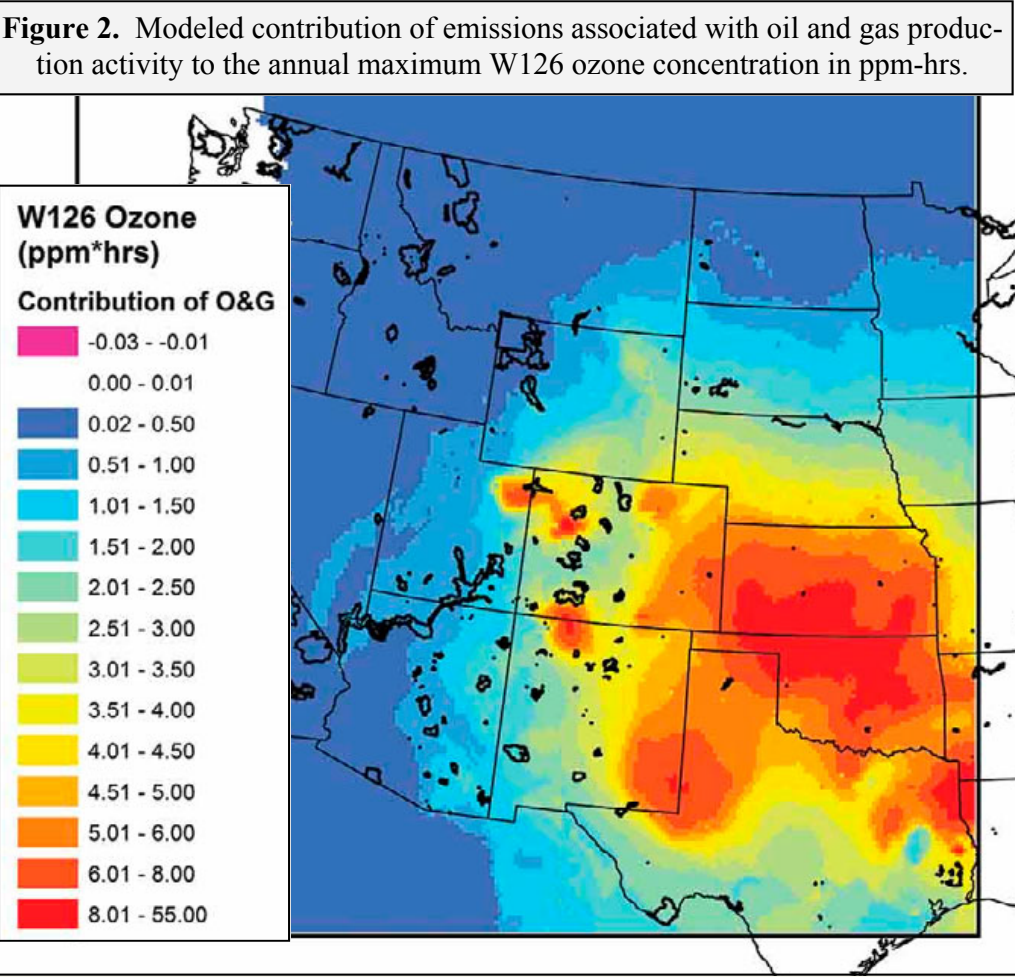 Figure 2. Modeled contribution of emissions associated with oil and gas produc-
tion activity to the annual maximum W126 ozone concentration in ppm-hrs.
W126 Ozone
(ppm*hrs)
Contribution of O&G
-0.03 - -0.01
0.00 - 0.01
0.02 - 0.50
0.51 - 1.00
1.01 - 1.50
1.51 - 2.00
2.01 - 2.50
2.51 - 3.00
3.01 - 3.50
3.51 - 4.00
4.01 - 4.50
4.51 - 5.00
5.01 - 6.00
6.01 - 8.00
8.01 - 55.00